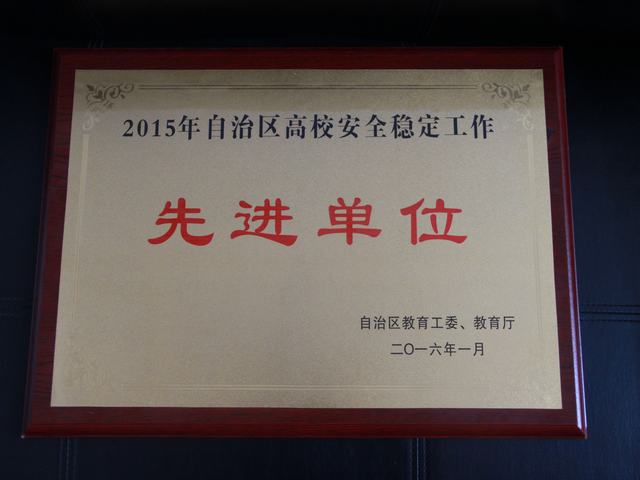 2015年自治区高校安全稳定工作
先进单位
自治区教育工委、教育厅
二〇一六年一月